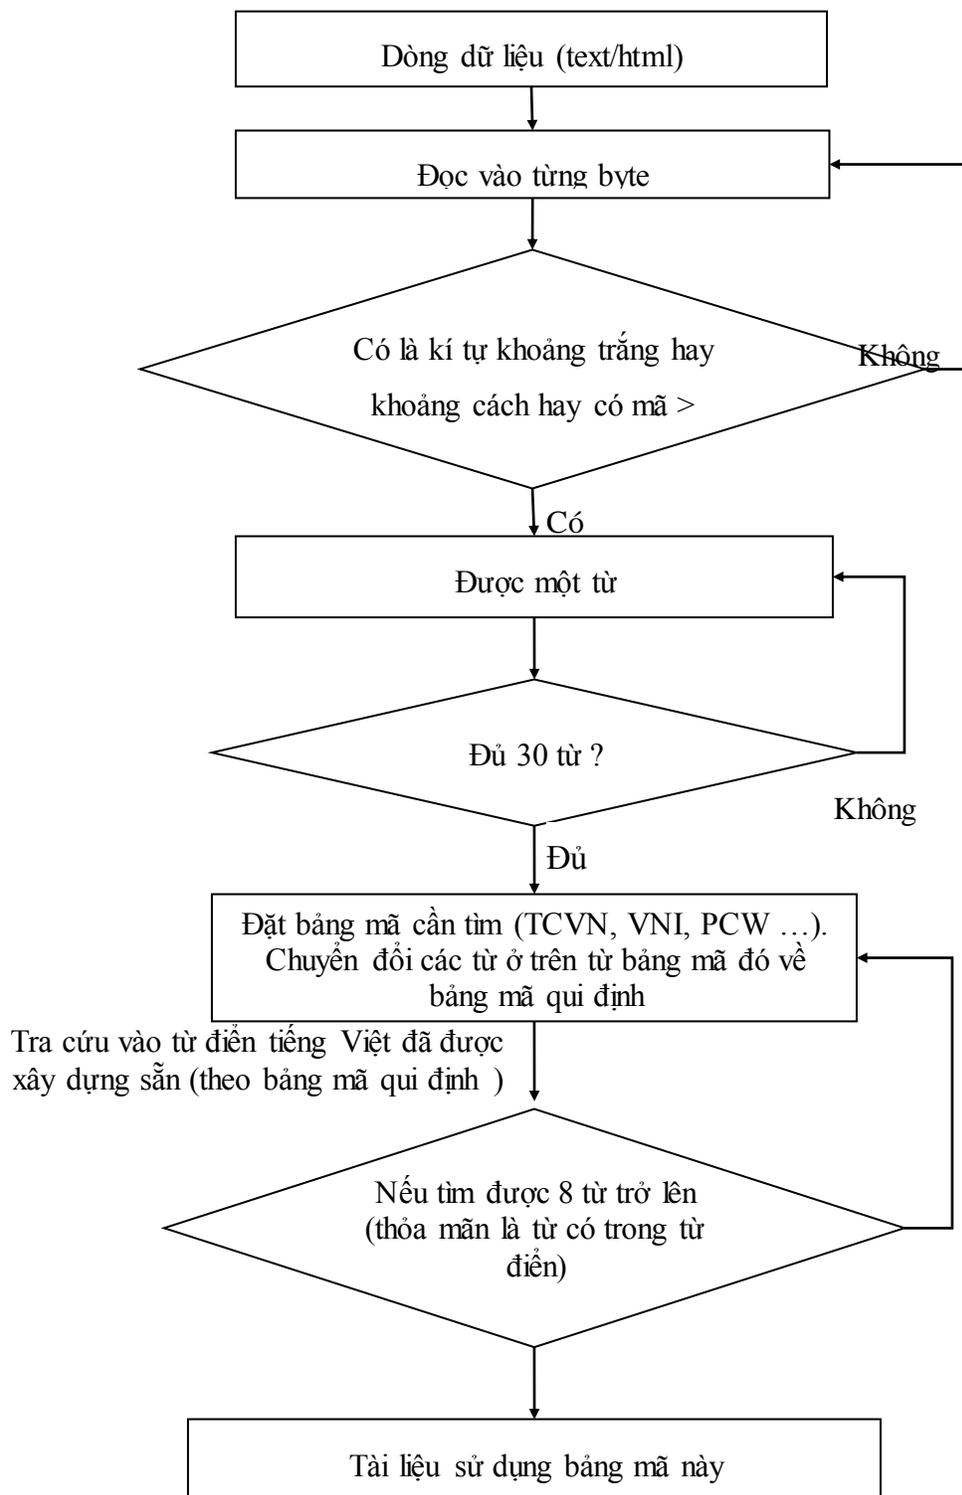 Dòng dữ liệu (text/html)
Đọc vào từng byte
Có là kí tự khoảng trắng hay
khoảng cách hay có mã >
Không
Có
Được một từ
Đủ 30 từ ?
Không
Đủ
Đặt bảng mã cần tìm (TCVN, VNI, PCW …).
Chuyển đổi các từ ở trên từ bảng mã đó về
bảng mã qui định
Tra cứu vào từ điển tiếng Việt đã được
xây dựng sẵn (theo bảng mã qui định )
Nếu tìm được 8 từ trở lên
(thỏa mãn là từ có trong từ
điển)
Tài liệu sử dụng bảng mã này